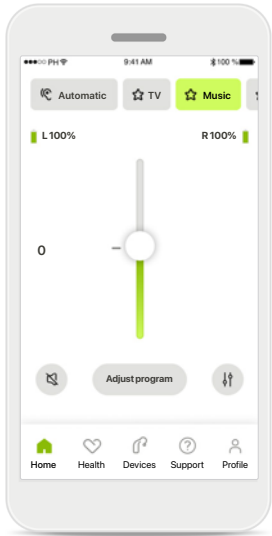 ●●●○○ PH 9:41 AM 100 %
Automatic TV Music
L 100% R 100%
0
Adjust program
Home Health Devices Support Profile